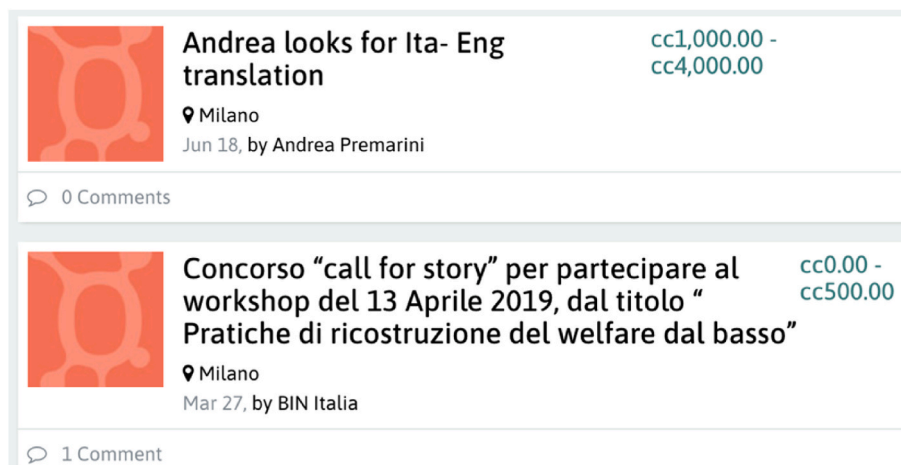 Andrea looks for Ita- Eng
translation
cc1,000.00 -
cc4,000.00
Milano
Jun 18, by Andrea Premarini
0 Comments
Concorso “call for story” per partecipare al
workshop del 13 Aprile 2019, dal titolo “
Pratiche di ricostruzione del welfare dal basso”
cc0.00 -
cc500.00
Milano
Mar 27, by BIN Italia
1 Comment